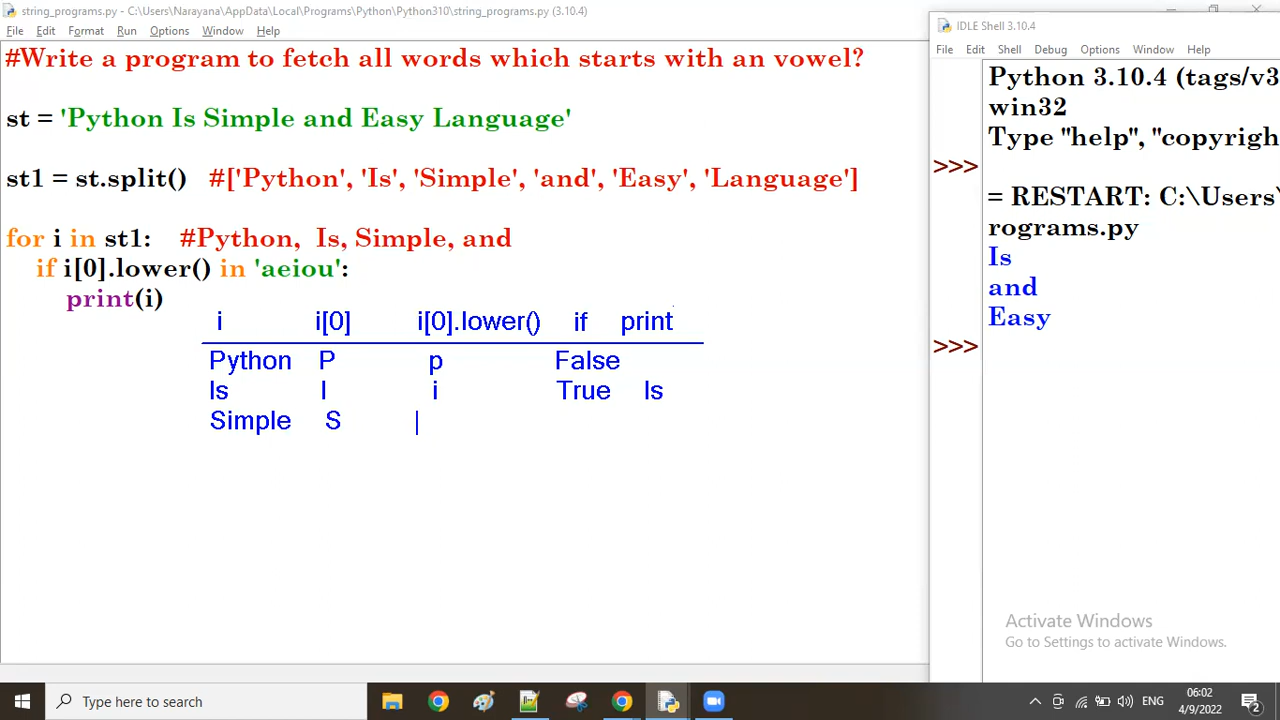 string_programs.py - C:\Users\Narayana\AppData\Local\Programs\Python\Python310\string_programs.py (3.10.4)
File Edit Format Run Options Window Help
#Write a program to fetch all words which starts with an vowel?
st = 'Python Is Simple and Easy Language'
st1 = st.split() #['Python', 'Is', 'Simple', 'and', 'Easy', 'Language']
for i in st1: #Python, Is, Simple, and
if i[0].lower() in 'aeiou':
print(i)
i i[0] i[0].lower() if print
Python P p False
Is I i True Is
Simple S
IDLE Shell 3.10.4
File Edit Shell Debug Options Window Help
Python 3.10.4 (tags/v3
win32
Type "help", "copyrigh
>>>
= RESTART: C:\Users\
rograms.py
Is
and
Easy
>>>
Activate Windows
Go to Settings to activate Windows.
Type here to search
ENG
06:02
4/9/2022
2